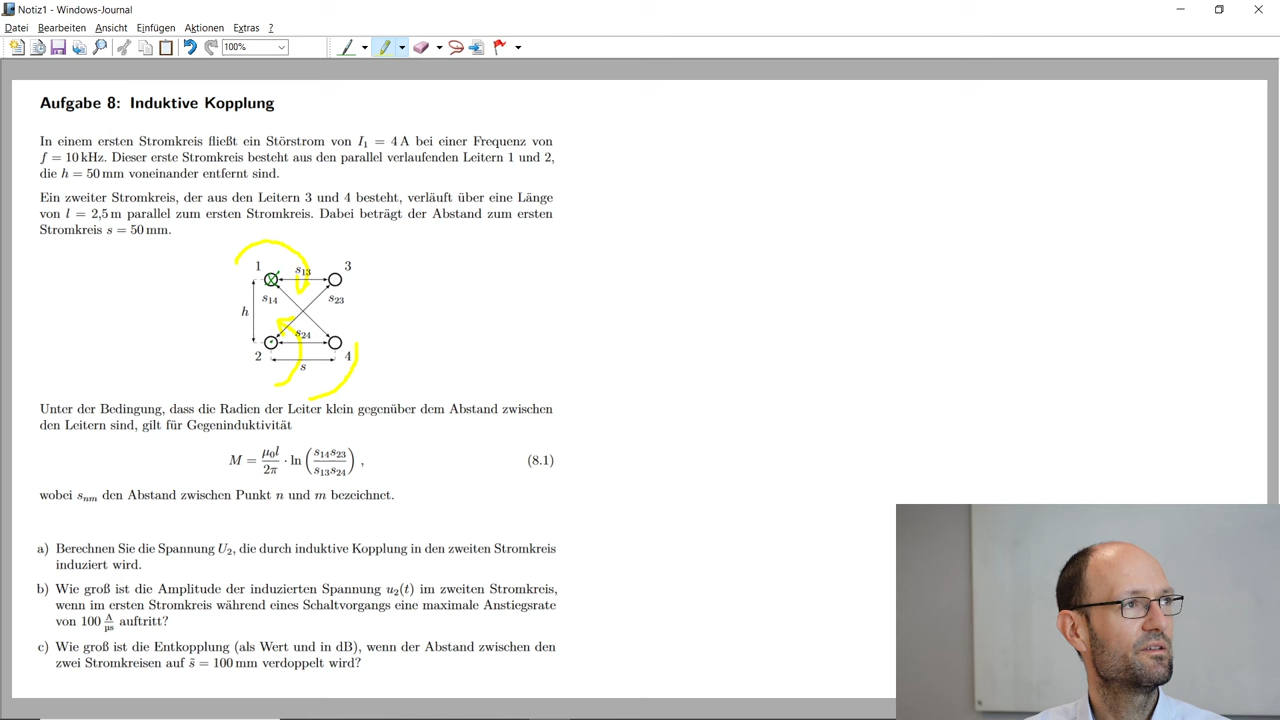 Notiz1 - Windows-Journal
Datei Bearbeiten Ansicht Einfügen Aktionen Extras ?
100%
Aufgabe 8: Induktive Kopplung
In einem ersten Stromkreis fließt ein Störstrom von I₁ = 4 A bei einer Frequenz von
f = 10 kHz. Dieser erste Stromkreis besteht aus den parallel verlaufenden Leitern 1 und 2,
die h = 50 mm voneinander entfernt sind.
Ein zweiter Stromkreis, der aus den Leitern 3 und 4 besteht, verläuft über eine Länge
von l = 2,5 m parallel zum ersten Stromkreis. Dabei beträgt der Abstand zum ersten
Stromkreis s = 50 mm.
1 s₁₃ 3
s₁₄ s₂₃
h
s₂₄
2 s 4
Unter der Bedingung, dass die Radien der Leiter klein gegenüber dem Abstand zwischen
den Leitern sind, gilt für Gegeninduktivität
M = μ₀l/2π · ln (s₁₄s₂₃/s₁₃s₂₄) , (8.1)
wobei sₙₘ den Abstand zwischen Punkt n und m bezeichnet.
a) Berechnen Sie die Spannung U₂, die durch induktive Kopplung in den zweiten Stromkreis
induziert wird.
b) Wie groß ist die Amplitude der induzierten Spannung u₂(t) im zweiten Stromkreis,
wenn im ersten Stromkreis während eines Schaltvorgangs eine maximale Anstiegsrate
von 100 A/μs auftritt?
c) Wie groß ist die Entkopplung (als Wert und in dB), wenn der Abstand zwischen den
zwei Stromkreisen auf s̃ = 100 mm verdoppelt wird?